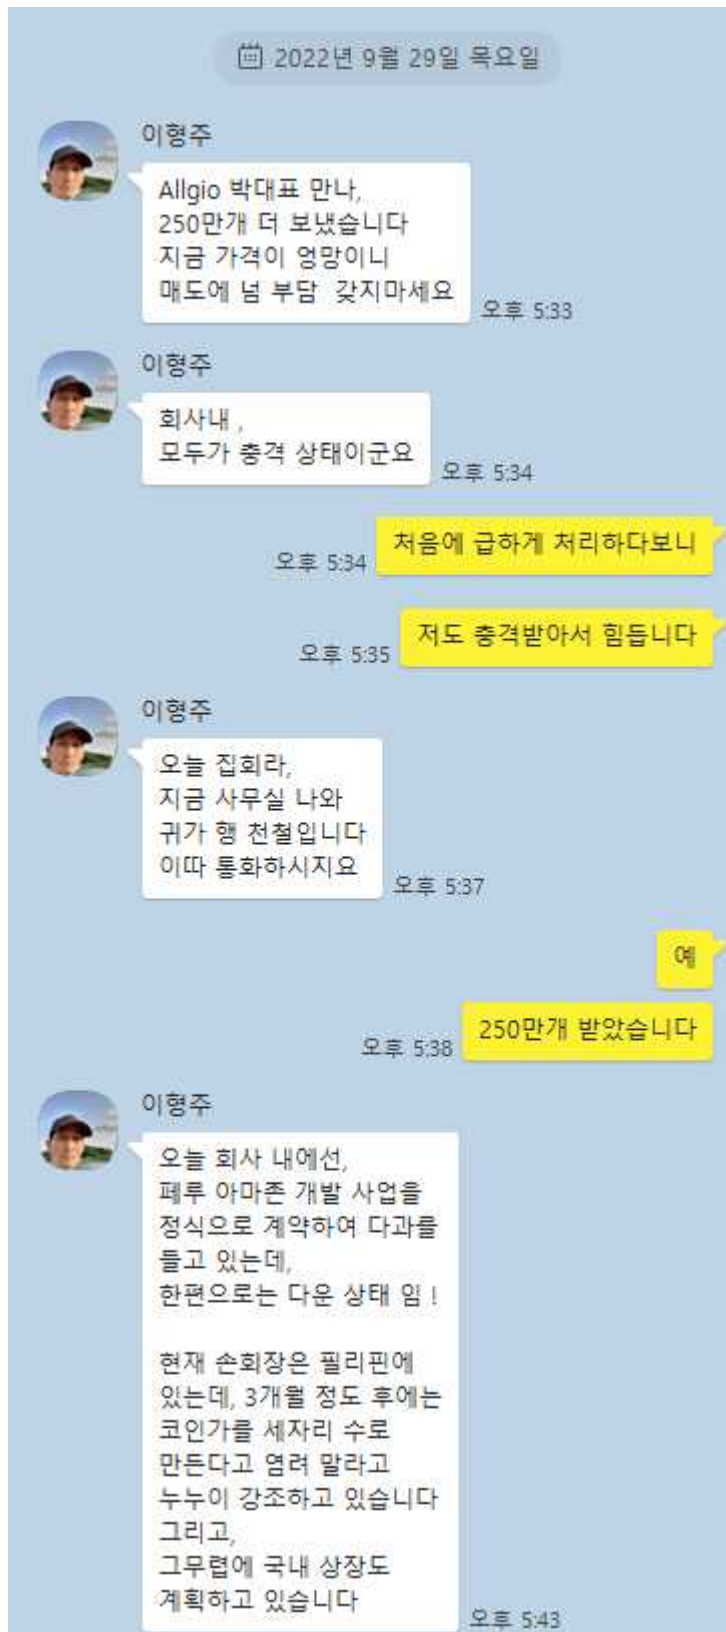 2022년 9월 29일 목요일
이형주
Allgio 박대표 만나,
250만개 더 보냈습니다
지금 가격이 엉망이니
매도에 넘 부담 갖지마세요
오후 5:33
이형주
회사내 ,
모두가 충격 상태이군요
오후 5:34
처음에 급하게 처리하다보니
오후 5:34
저도 충격받아서 힘듭니다
오후 5:35
이형주
오늘 집회라,
지금 사무실 나와
귀가 행 천철입니다
이따 통화하시지요
오후 5:37
예
250만개 받았습니다
오후 5:38
이형주
오늘 회사 내에선,
페루 아마존 개발 사업을
정식으로 계약하여 다과를
들고 있는데,
한편으로는 다운 상태 임 !
현재 손회장은 필리핀에
있는데, 3개월 정도 후에는
코인가를 세자리 수로
만든다고 염려 말라고
누누이 강조하고 있습니다
그리고,
그무렵에 국내 상장도
계획하고 있습니다
오후 5:43